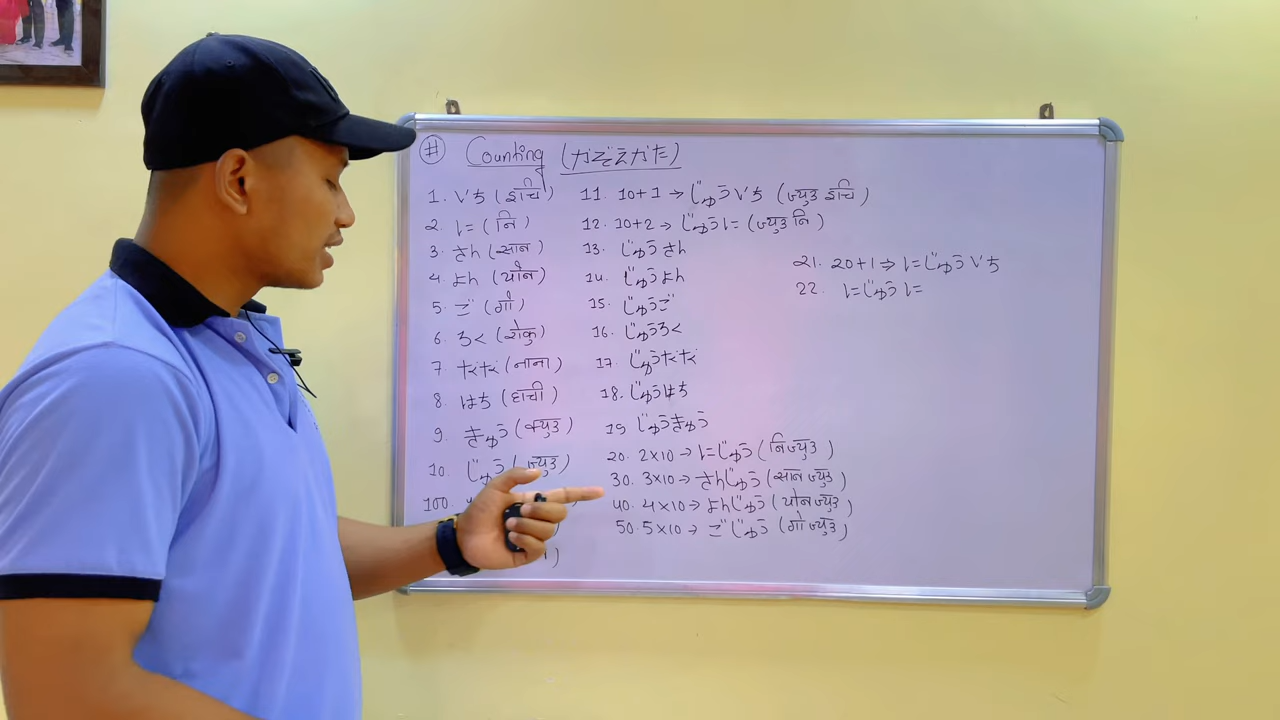 # Counting (かぞえかた)
1. いち (इचि)
2. に (नि)
3. さん (सान)
4. よん (योन)
5. ご (गो)
6. ろく (रोकु)
7. なな (नाना)
8. はち (हाची)
9. きゅう (क्युउ)
10. じゅう (ज्युउ)
100.
11. 10+1 → じゅういち (ज्युउ इचि)
12. 10+2 → じゅうに (ज्युउ नि)
13. じゅうさん
14. じゅうよん
15. じゅうご
16. じゅうろく
17. じゅうなな
18. じゅうはち
19 じゅうきゅう
20. 2×10 → にじゅう (निज्युउ)
30. 3×10 → さんじゅう (सान ज्युउ)
40. 4×10 → よんじゅう (योन ज्युउ)
50. 5×10 → ごじゅう (गो ज्युउ)
21. 20+1 ⇒ にじゅういち
22. にじゅうに